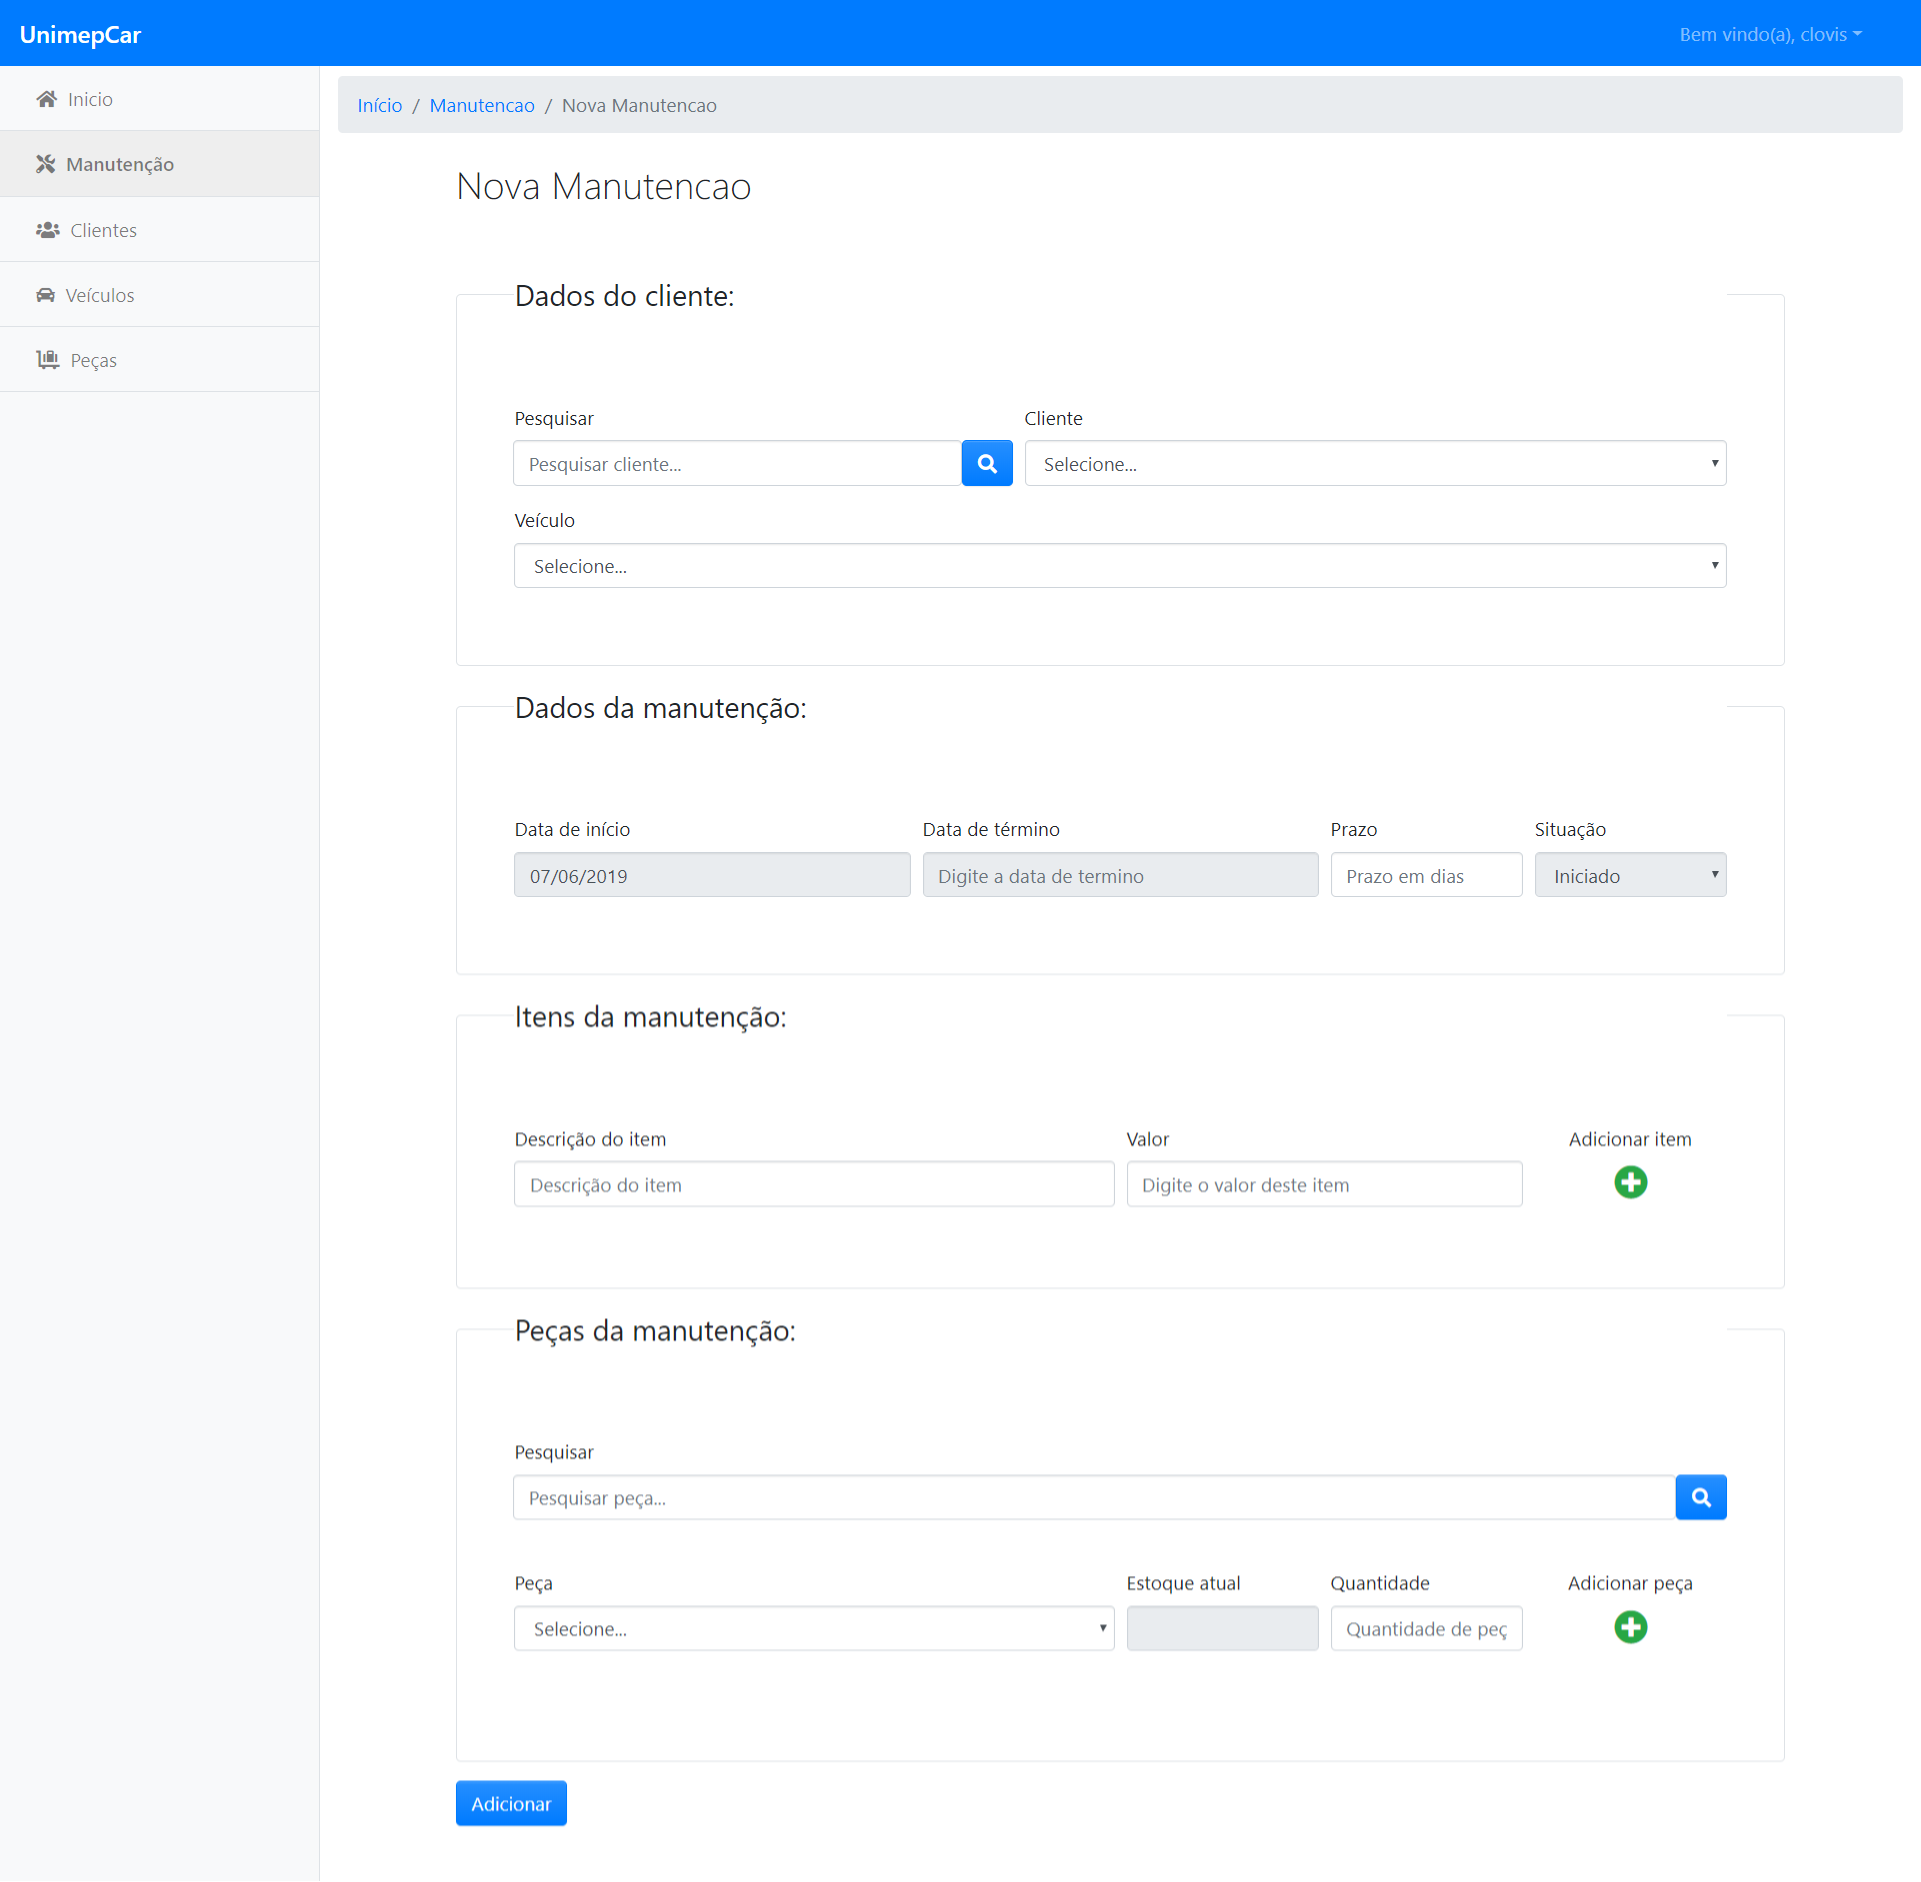 UnimepCar
Bem vindo(a), clovis
Inicio
Manutenção
Clientes
Veículos
Peças
Início / Manutencao / Nova Manutencao
Nova Manutencao
Dados do cliente:
Pesquisar Cliente
Pesquisar cliente... Selecione...
Veículo
Selecione...
Dados da manutenção:
Data de início Data de término Prazo Situação
07/06/2019 Digite a data de termino Prazo em dias Iniciado
Itens da manutenção:
Descrição do item Valor Adicionar item
Descrição do item Digite o valor deste item
Peças da manutenção:
Pesquisar
Pesquisar peça...
Peça Estoque atual Quantidade Adicionar peça
Selecione... Quantidade de peç
Adicionar